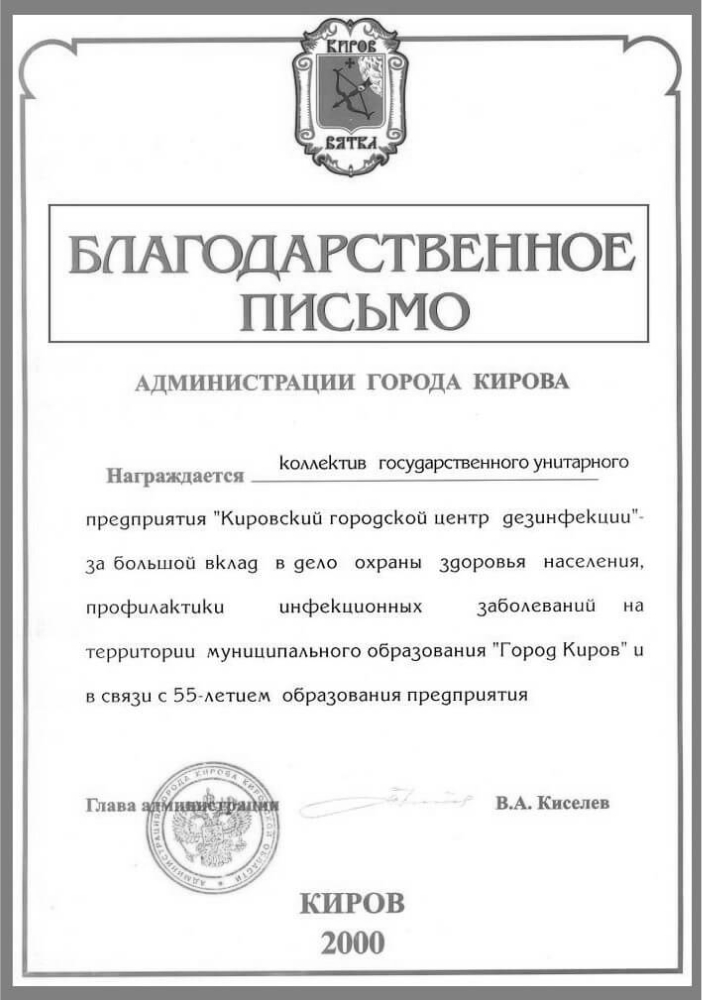 КИРОВ
ВЯТКА
БЛАГОДАРСТВЕННОЕ
ПИСЬМО
АДМИНИСТРАЦИИ ГОРОДА КИРОВА
Награждается коллектив государственного унитарного
предприятия "Кировский городской центр дезинфекции"-
за большой вклад в дело охраны здоровья населения,
профилактики инфекционных заболеваний на
территории муниципального образования "Город Киров" и
в связи с 55-летием образования предприятия
АДМИНИСТРАЦИЯ ГОРОДА КИРОВА КИРОВСКОЙ ОБЛАСТИ
Глава администрации В.А. Киселев
КИРОВ
2000